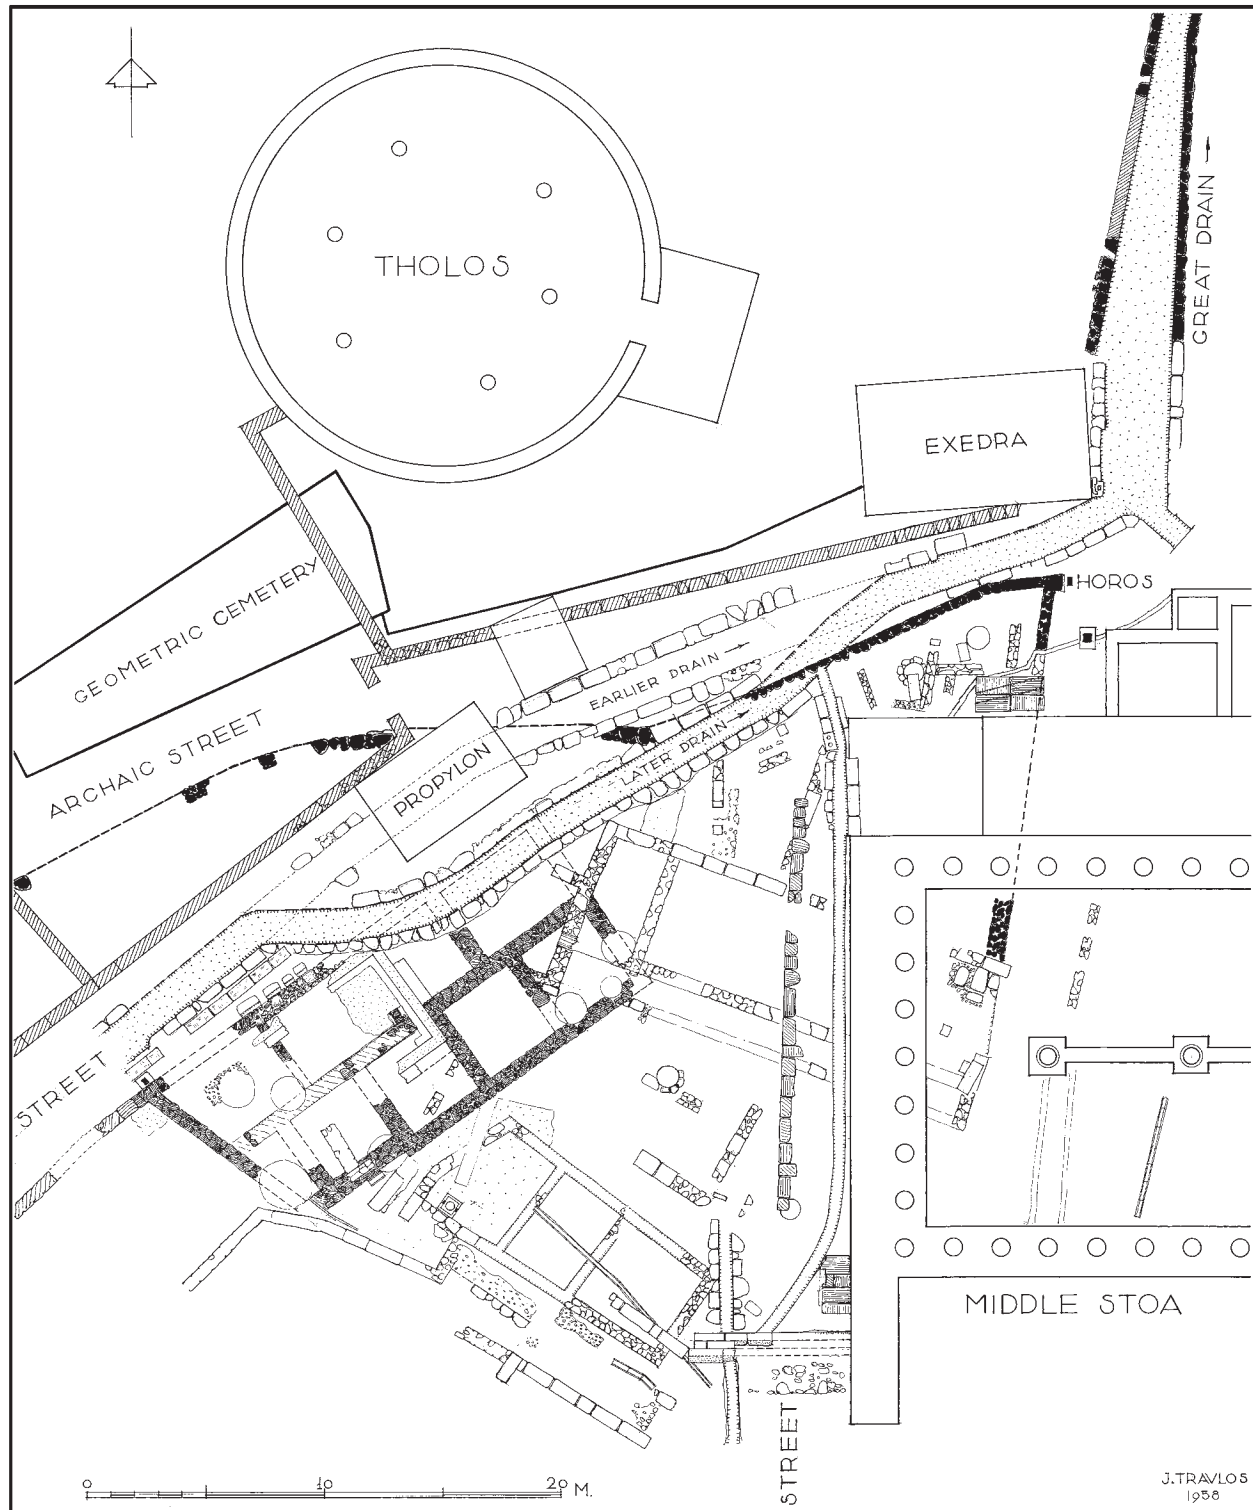 GREAT DRAIN →
THOLOS
EXEDRA
HOROS
GEOMETRIC CEMETERY
EARLIER DRAIN →
ARCHAIC STREET
PROPYLON
LATER DRAIN →
STREET
MIDDLE STOA
STREET
0 10 20 M.
J. TRAVLOS
1958